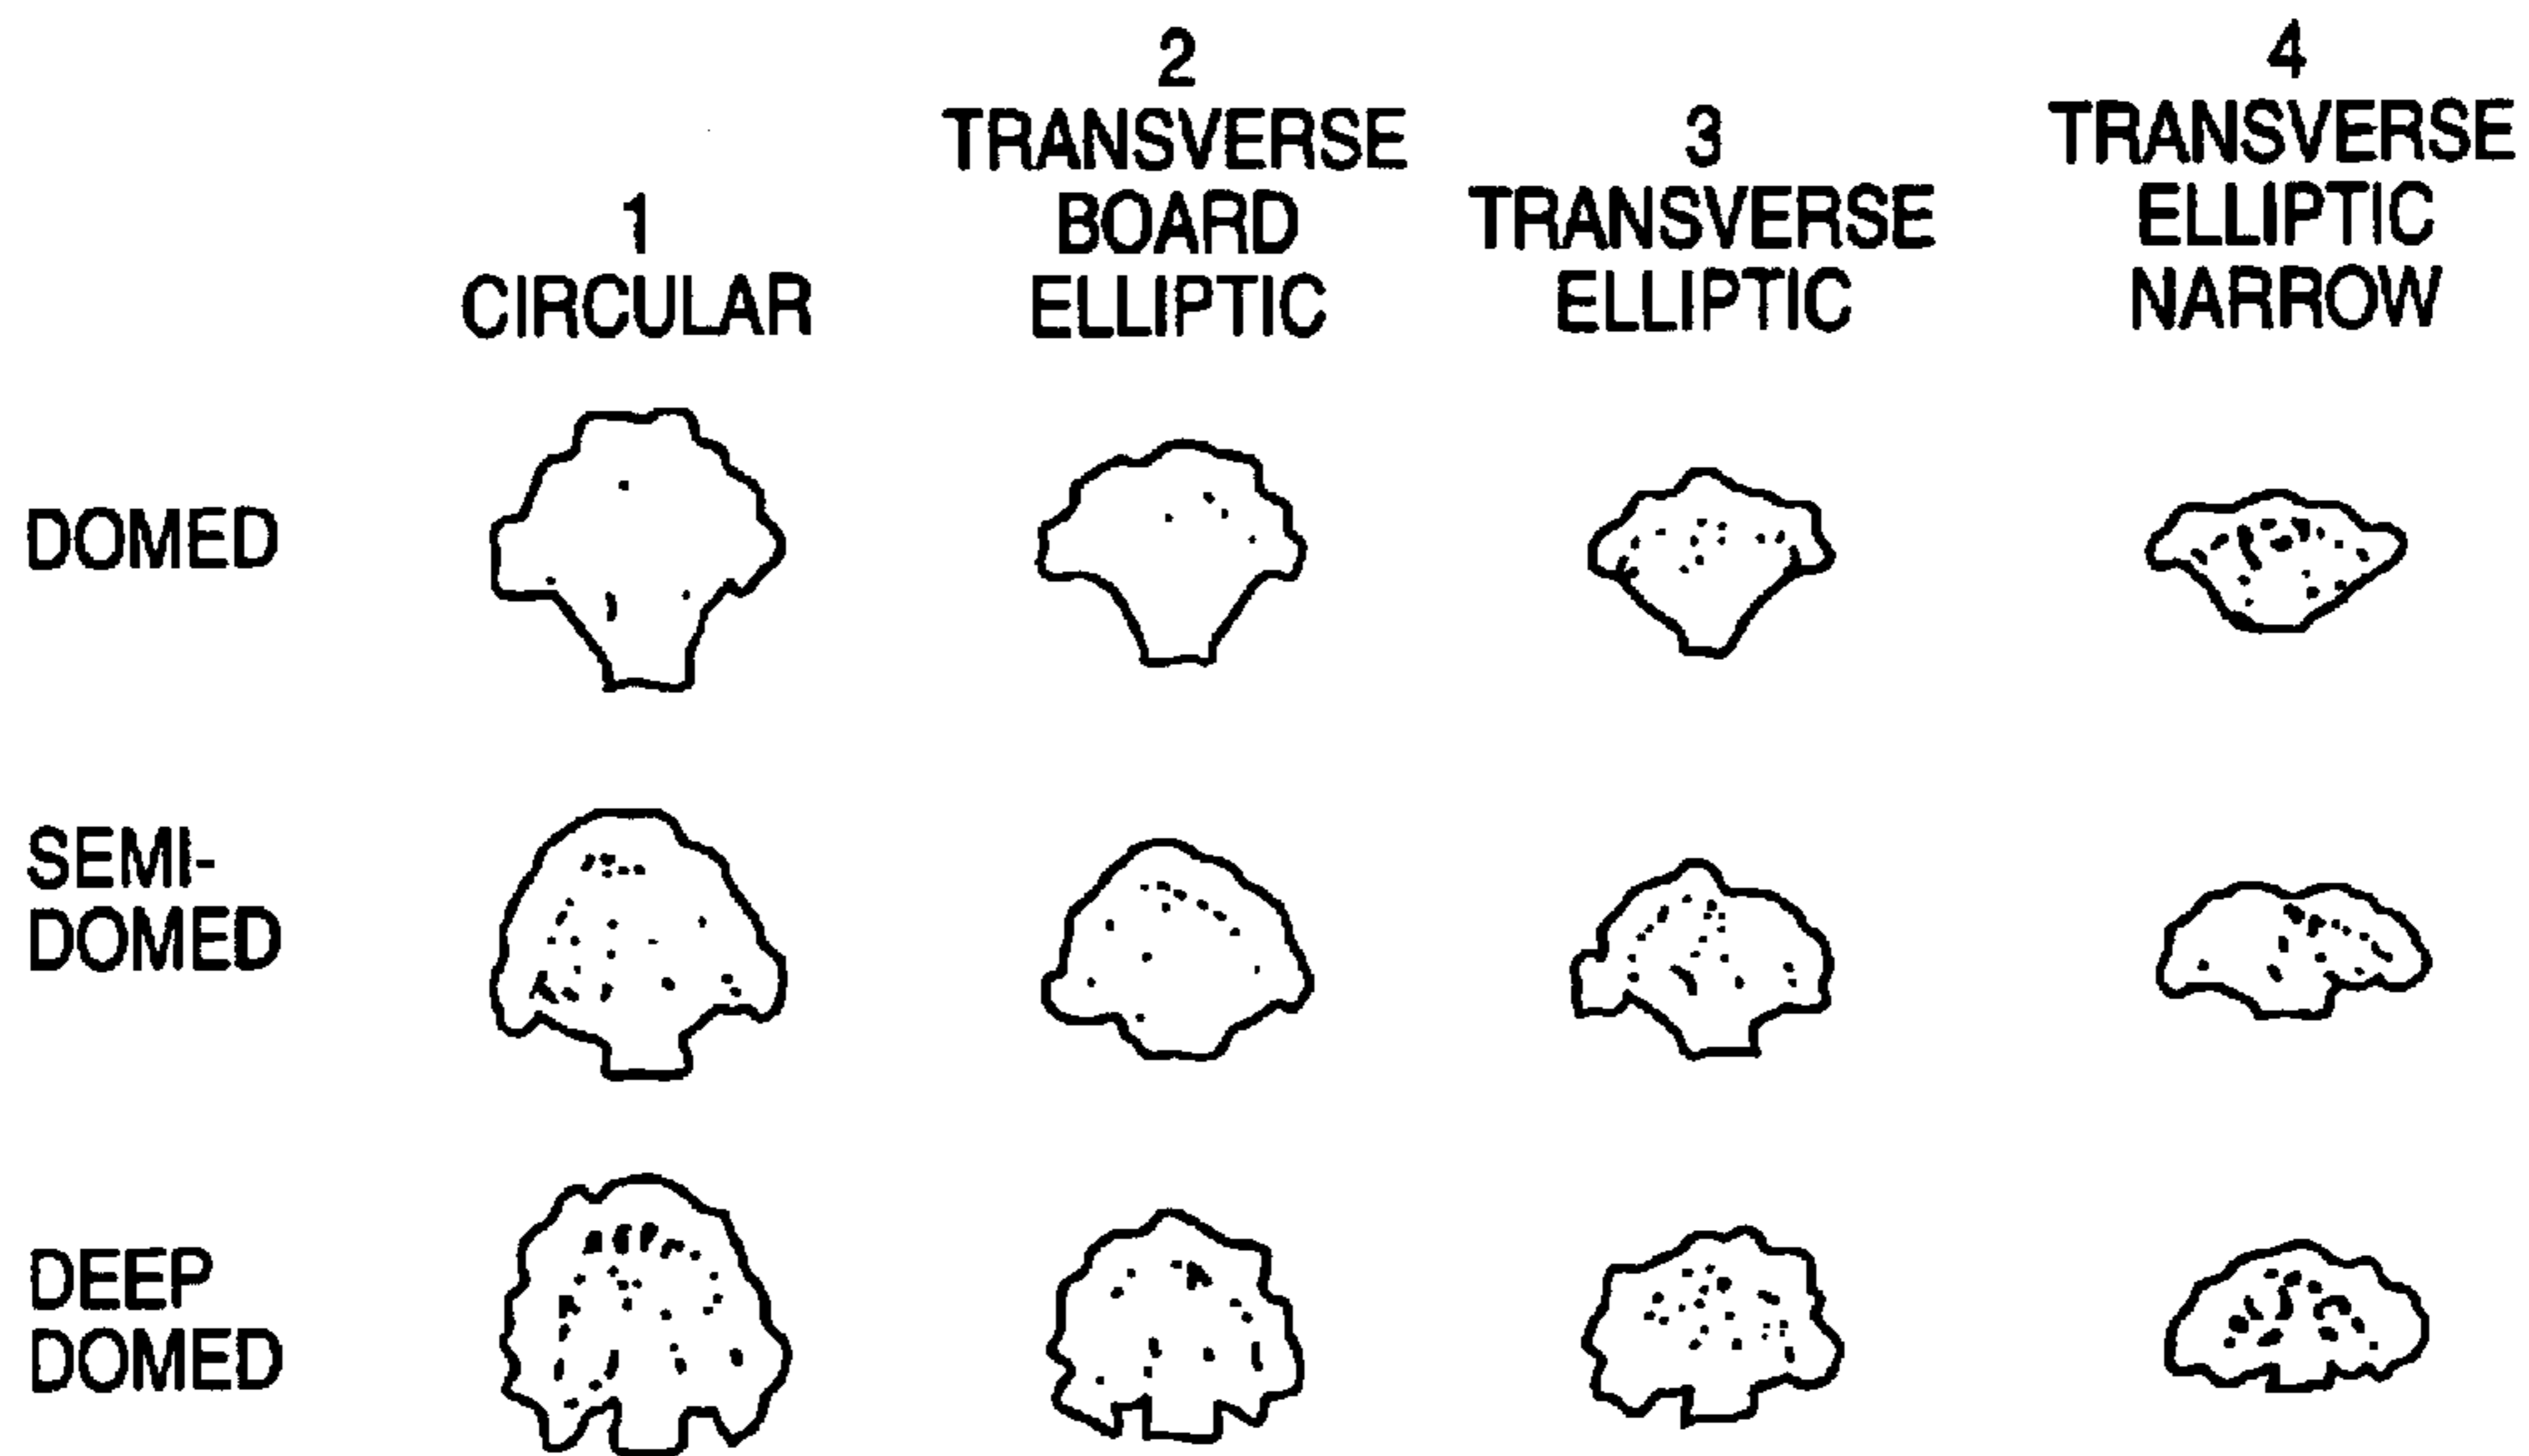 1
CIRCULAR
2
TRANSVERSE
BOARD
ELLIPTIC
3
TRANSVERSE
ELLIPTIC
4
TRANSVERSE
ELLIPTIC
NARROW
DOMED
SEMI-
DOMED
DEEP
DOMED